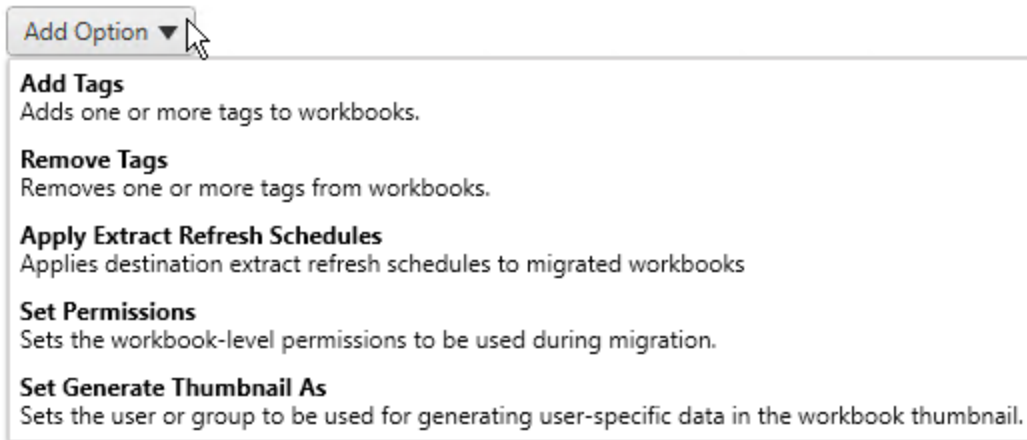 Add Option
Add Tags
Adds one or more tags to workbooks.
Remove Tags
Removes one or more tags from workbooks.
Apply Extract Refresh Schedules
Applies destination extract refresh schedules to migrated workbooks
Set Permissions
Sets the workbook-level permissions to be used during migration.
Set Generate Thumbnail As
Sets the user or group to be used for generating user-specific data in the workbook thumbnail.